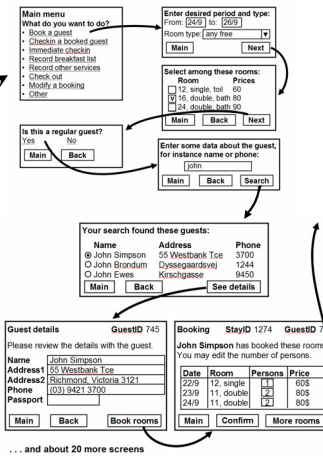 Main menu
What do you want to do?
• Book a guest
• Checkin a booked guest
• Immediate checkin
• Record breakfast list
• Record other services
• Check out
• Modify a booking
• Other
Enter desired period and type:
From: 24/9 to: 26/9
Room type: any free
Main Next
Select among these rooms:
Room Prices
12, single, toil 60
v 16, double, bath 80
24, double, bath 90
Main Back Next
Is this a regular guest?
Yes No
Main Back
Enter some data about the guest,
for instance name or phone:
john
Main Back Search
Your search found these guests:
Name Address Phone
John Simpson 55 Westbank Tce 3700
John Brondum Dyssegaardsvej 1244
John Ewes Kirschgasse 9450
Main Back See details
Guest details GuestID 745
Please review the details with the guest.
Name John Simpson
Address1 55 Westbank Tce
Address2 Richmond, Victoria 3121
Phone (03) 9421 3700
Passport
Main Back Book rooms
Booking StayID 1274 GuestID 7
John Simpson has booked these rooms
You may edit the number of persons.
Date Room Persons Price
22/9 12, single 1 60$
23/9 11, double 2 80$
24/9 11, double 2 80$
Main Confirm More rooms
. . . and about 20 more screens